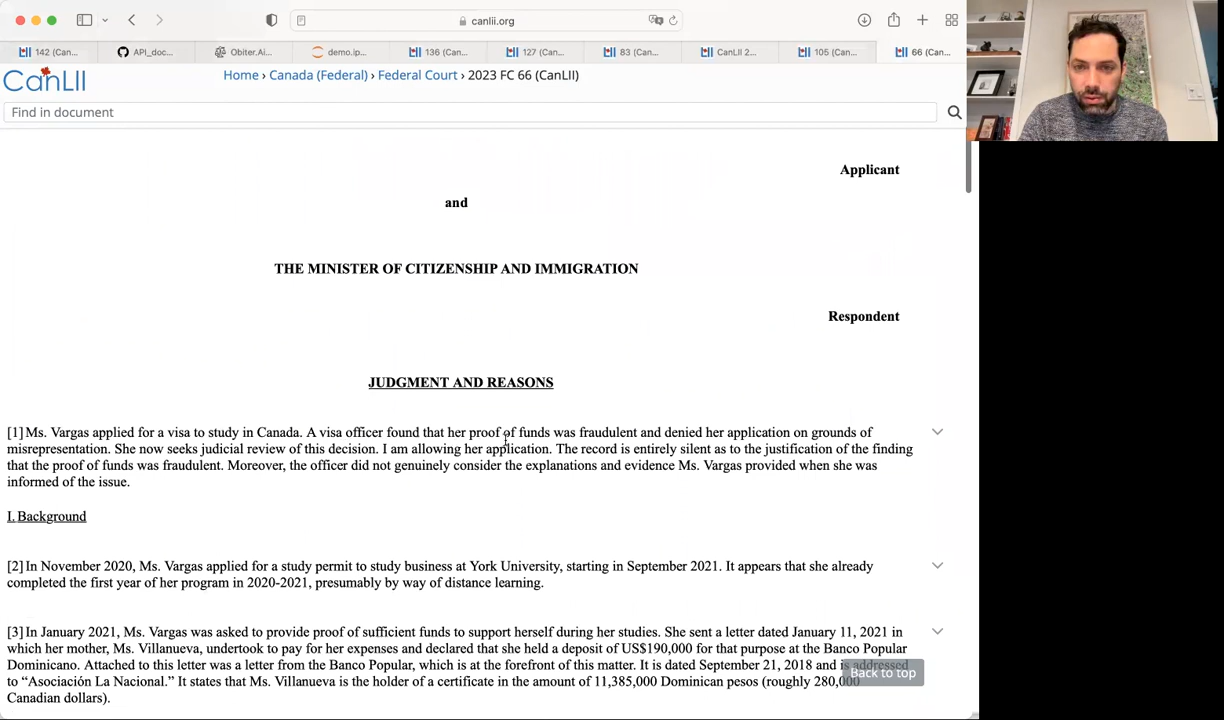 canlii.org
142 (Can...
API_doc...
Obiter.Ai...
demo.ip...
136 (Can...
127 (Can...
83 (Can...
CanLII 2...
105 (Can...
66 (Can...
CanLII
Home › Canada (Federal) › Federal Court › 2023 FC 66 (CanLII)
Find in document
Applicant
and
THE MINISTER OF CITIZENSHIP AND IMMIGRATION
Respondent
JUDGMENT AND REASONS
[1] Ms. Vargas applied for a visa to study in Canada. A visa officer found that her proof of funds was fraudulent and denied her application on grounds of
misrepresentation. She now seeks judicial review of this decision. I am allowing her application. The record is entirely silent as to the justification of the finding
that the proof of funds was fraudulent. Moreover, the officer did not genuinely consider the explanations and evidence Ms. Vargas provided when she was
informed of the issue.
I. Background
[2] In November 2020, Ms. Vargas applied for a study permit to study business at York University, starting in September 2021. It appears that she already
completed the first year of her program in 2020-2021, presumably by way of distance learning.
[3] In January 2021, Ms. Vargas was asked to provide proof of sufficient funds to support herself during her studies. She sent a letter dated January 11, 2021 in
which her mother, Ms. Villanueva, undertook to pay for her expenses and declared that she held a deposit of US$190,000 for that purpose at the Banco Popular
Dominicano. Attached to this letter was a letter from the Banco Popular, which is at the forefront of this matter. It is dated September 21, 2018 and is addressed
to “Asociación La Nacional.” It states that Ms. Villanueva is the holder of a certificate in the amount of 11,385,000 Dominican pesos (roughly 280,000
Canadian dollars).
Back to top